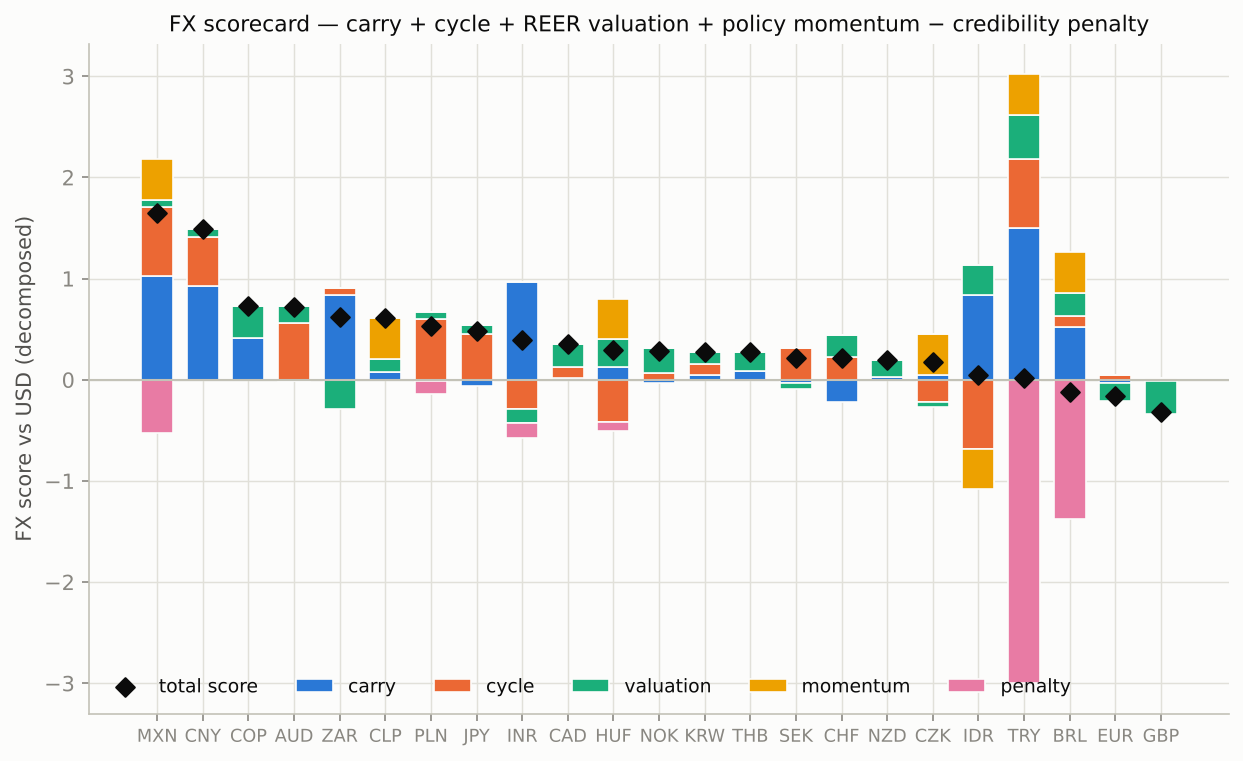 FX scorecard — carry + cycle + REER valuation + policy momentum − credibility penalty
FX score vs USD (decomposed)
3
2
1
0
−1
−2
−3
total score carry cycle valuation momentum penalty
MXN CNY COP AUD ZAR CLP PLN JPY INR CAD HUF NOK KRW THB SEK CHF NZD CZK IDR TRY BRL EUR GBP